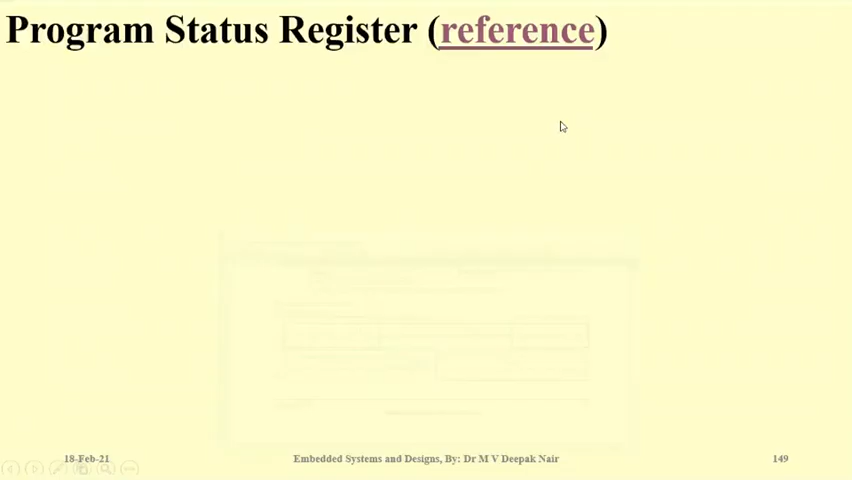 Program Status Register (reference)
18-Feb-21
Embedded Systems and Designs, By: Dr M V Deepak Nair
149